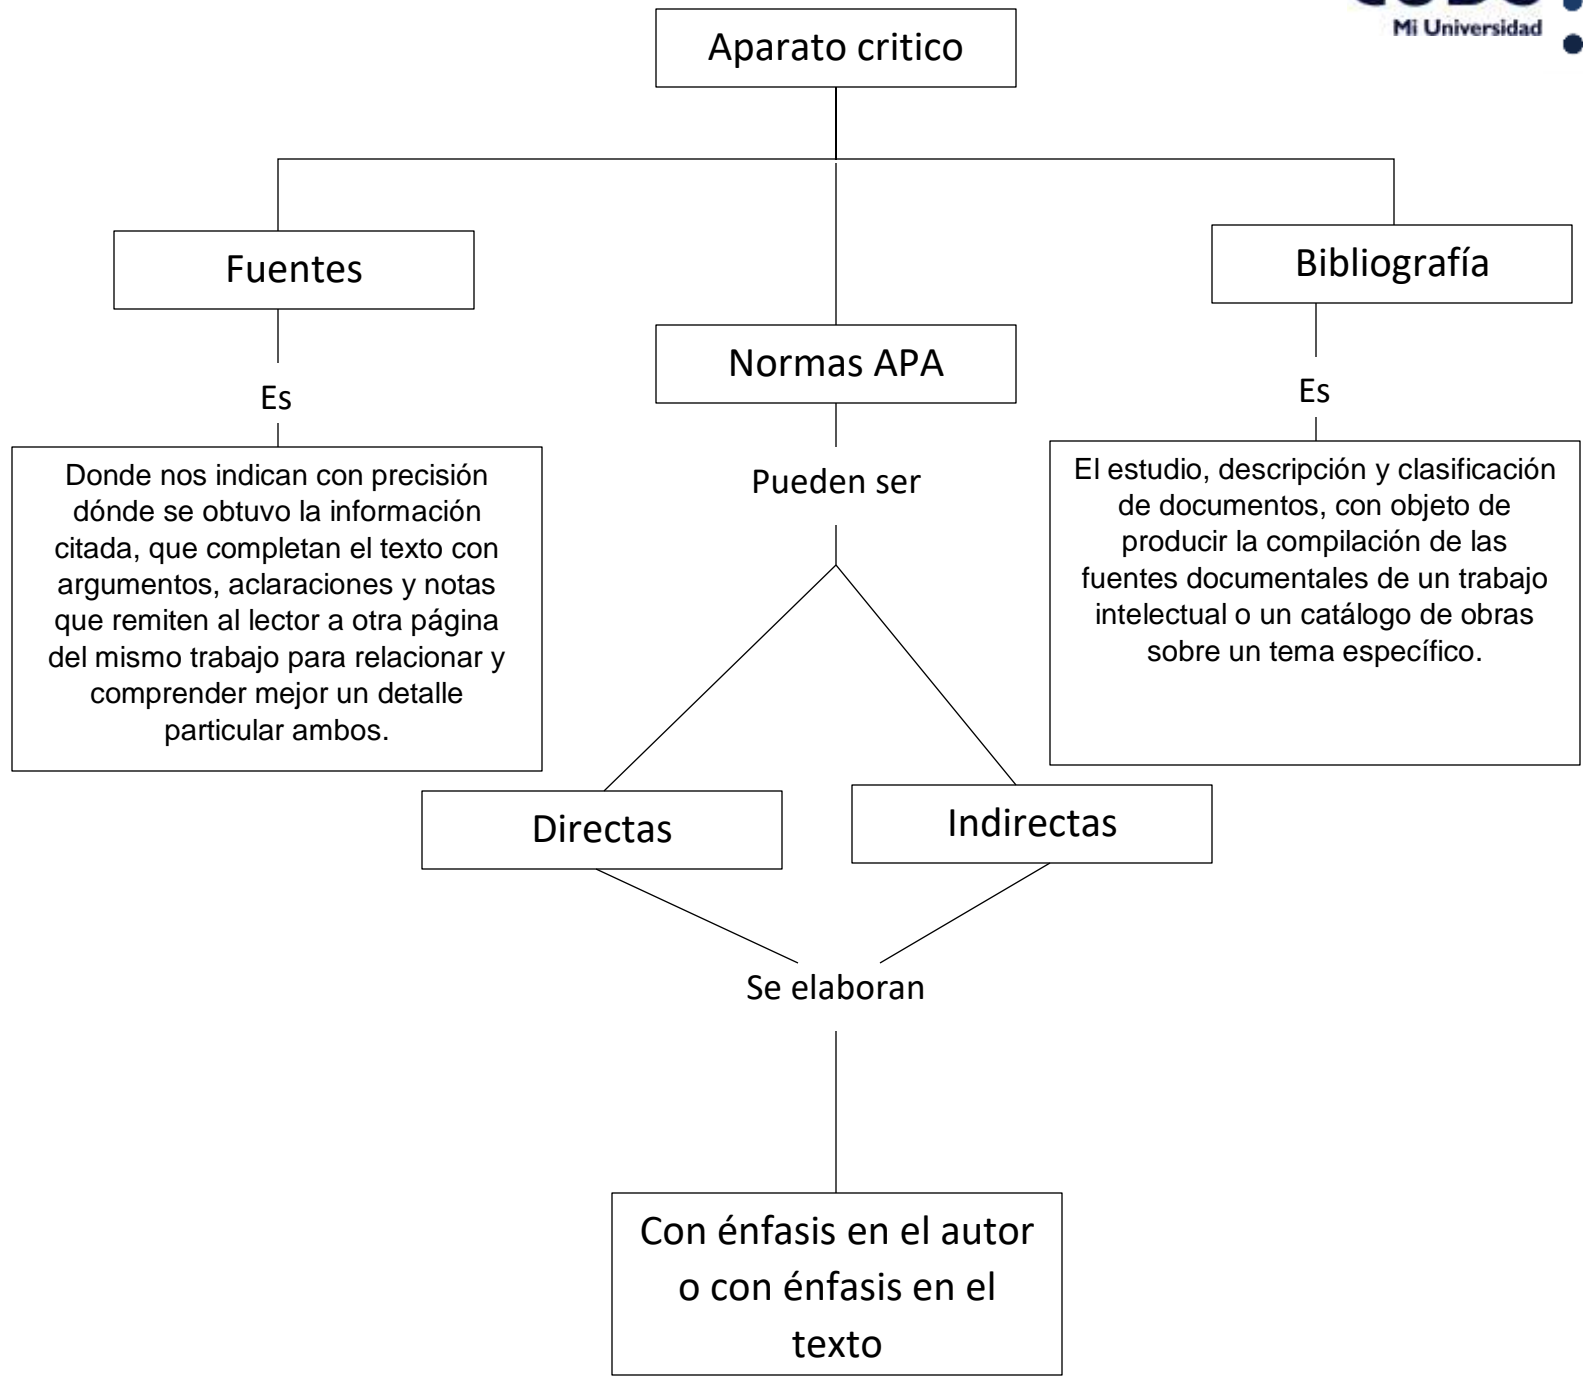 Mi Universidad
Aparato critico
Fuentes
Bibliografía
Normas APA
Es
Es
Pueden ser
Donde nos indican con precisión
dónde se obtuvo la información
citada, que completan el texto con
argumentos, aclaraciones y notas
que remiten al lector a otra página
del mismo trabajo para relacionar y
comprender mejor un detalle
particular ambos.
El estudio, descripción y clasificación
de documentos, con objeto de
producir la compilación de las
fuentes documentales de un trabajo
intelectual o un catálogo de obras
sobre un tema específico.
Directas
Indirectas
Se elaboran
Con énfasis en el autor
o con énfasis en el
texto